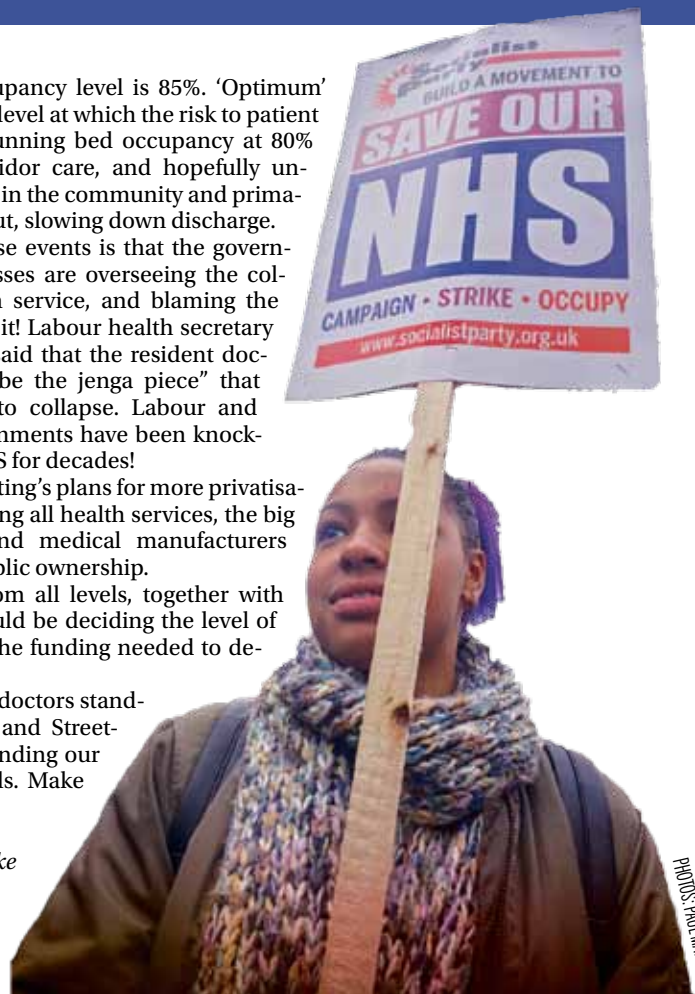 upancy level is 85%. ‘Optimum’
level at which the risk to patient
unning bed occupancy at 80%
idor care, and hopefully un-
in the community and prima-
ut, slowing down discharge.
se events is that the govern-
sses are overseeing the col-
service, and blaming the
it! Labour health secretary
said that the resident doc-
be the jenga piece” that
to collapse. Labour and
nments have been knock-
S for decades!
ting’s plans for more privatisa-
ng all health services, the big
nd medical manufacturers
blic ownership.
om all levels, together with
uld be deciding the level of
he funding needed to de-
doctors stand-
and Street-
nding our
ls. Make
ke
Socialist
Party
BUILD A MOVEMENT TO
SAVE OUR
NHS
CAMPAIGN • STRIKE • OCCUPY
www.socialistparty.org.uk
PHOTOS: PAUL